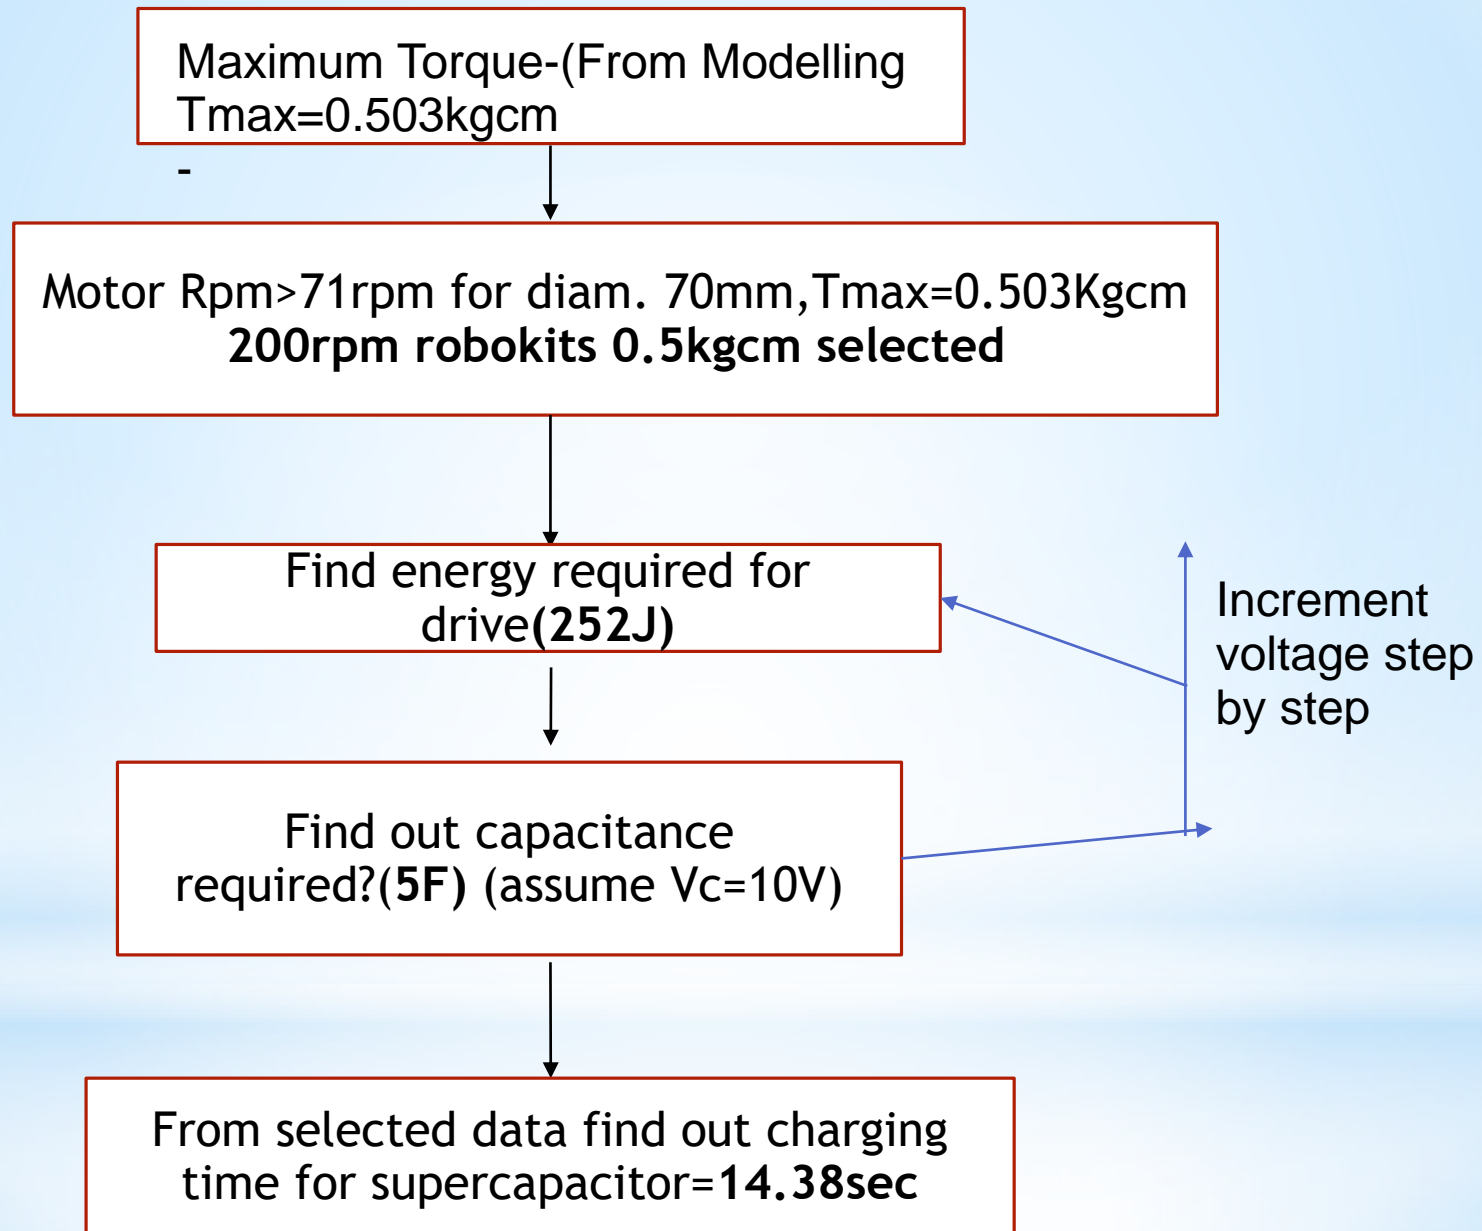 Maximum Torque-(From Modelling
Tmax=0.503kgcm
-
Motor Rpm>71rpm for diam. 70mm,Tmax=0.503Kgcm
200rpm robokits 0.5kgcm selected
Find energy required for
drive(252J)
Increment
voltage step
by step
Find out capacitance
required?(5F) (assume Vc=10V)
From selected data find out charging
time for supercapacitor=14.38sec